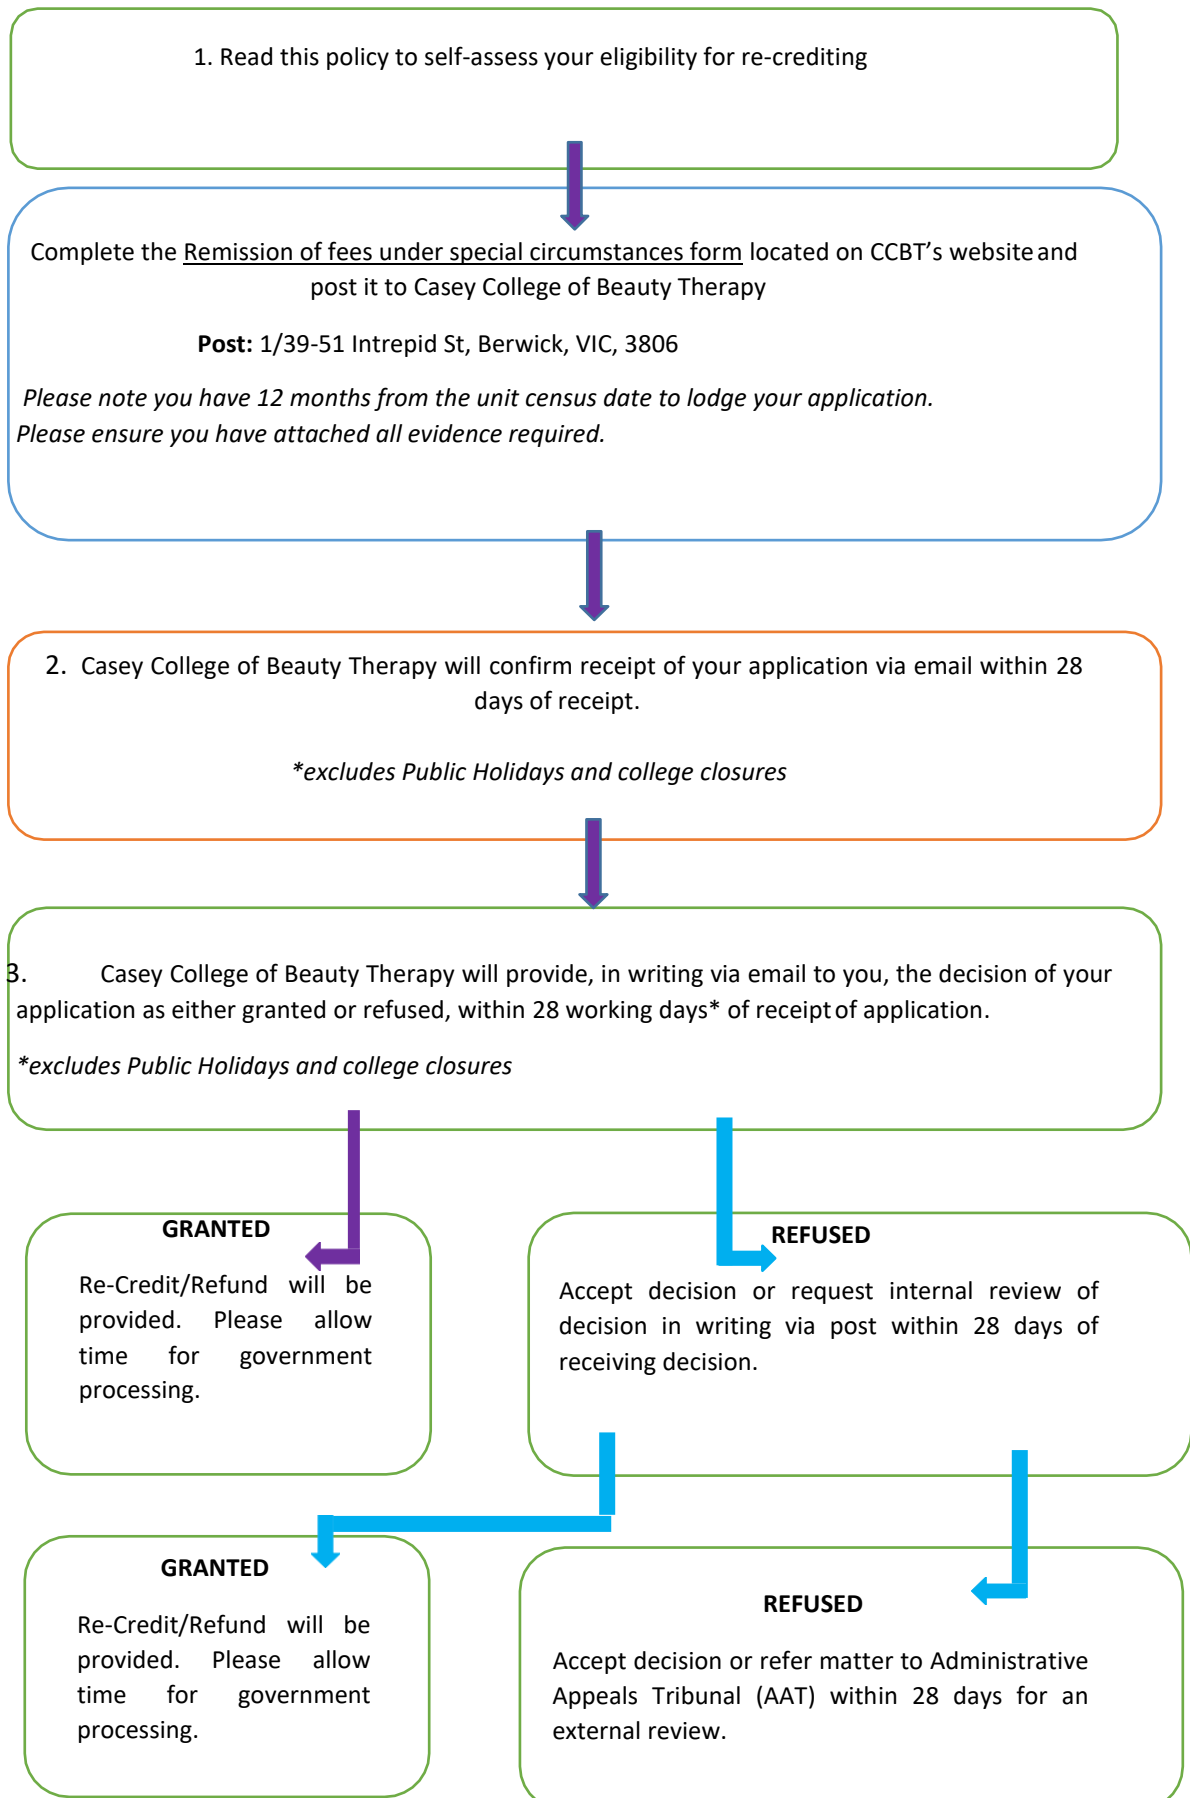 1. Read this policy to self-assess your eligibility for re-crediting
Complete the Remission of fees under special circumstances form located on CCBT’s website and
post it to Casey College of Beauty Therapy
Post: 1/39-51 Intrepid St, Berwick, VIC, 3806
Please note you have 12 months from the unit census date to lodge your application.
Please ensure you have attached all evidence required.
2. Casey College of Beauty Therapy will confirm receipt of your application via email within 28
days of receipt.
*excludes Public Holidays and college closures
3. Casey College of Beauty Therapy will provide, in writing via email to you, the decision of your
application as either granted or refused, within 28 working days* of receipt of application.
*excludes Public Holidays and college closures
GRANTED
Re-Credit/Refund will be
provided. Please allow
time for government
processing.
REFUSED
Accept decision or request internal review of
decision in writing via post within 28 days of
receiving decision.
GRANTED
Re-Credit/Refund will be
provided. Please allow
time for government
processing.
REFUSED
Accept decision or refer matter to Administrative
Appeals Tribunal (AAT) within 28 days for an
external review.